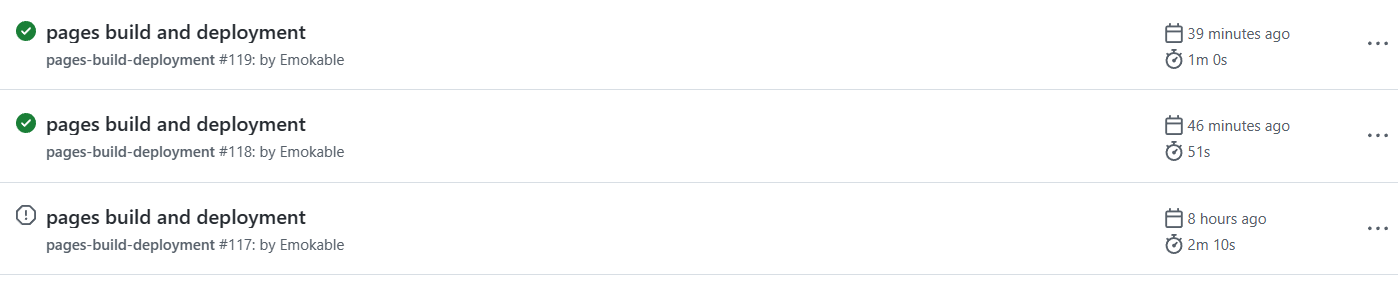 pages build and deployment
39 minutes ago
pages-build-deployment #119: by Emokable
1m 0s
pages build and deployment
46 minutes ago
pages-build-deployment #118: by Emokable
51s
pages build and deployment
8 hours ago
pages-build-deployment #117: by Emokable
2m 10s